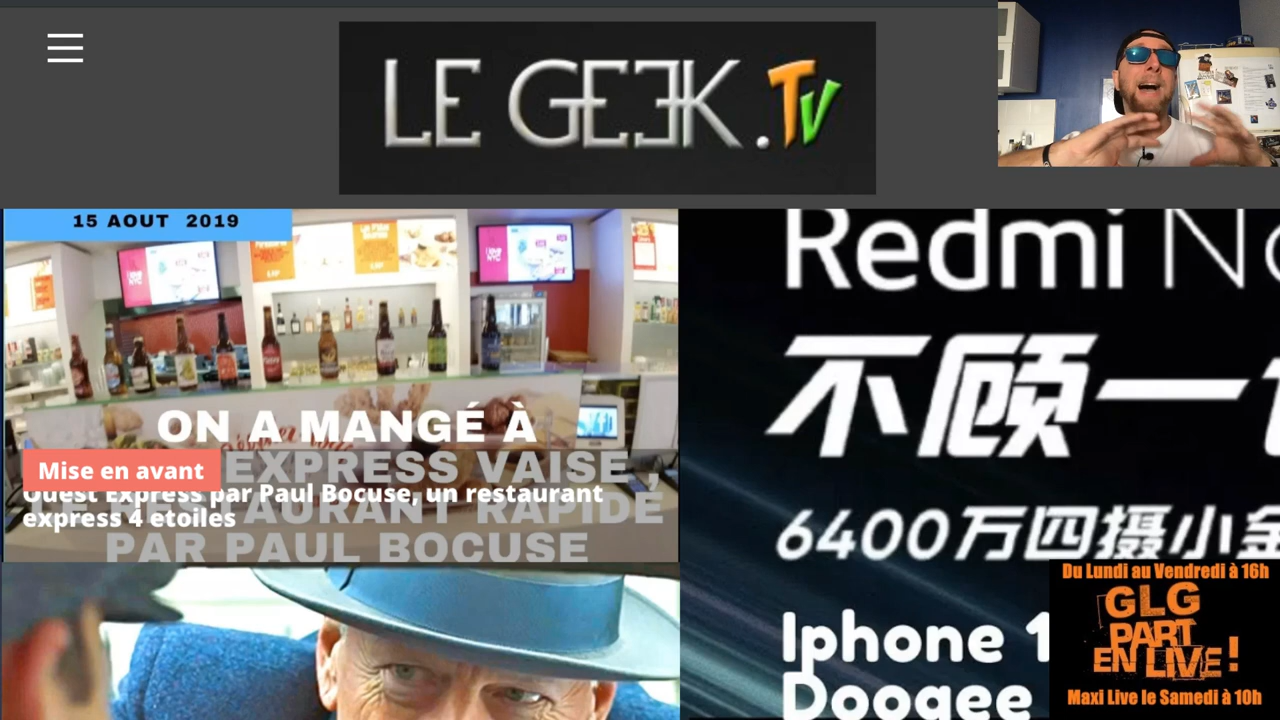 LE GEEK.TV
15 AOUT 2019
ON A MANGÉ À
EXPRESS VAISE ,
RESTAURANT RAPIDE
PAR PAUL BOCUSE
Mise en avant
Ouest Express par Paul Bocuse, un restaurant
express 4 etoiles
Redmi
不顾一
6400万四摄小金
Iphone 1
Doogee
Du Lundi au Vendredi à 16h
GLG
PART
EN LIVE !
Maxi Live le Samedi à 10h